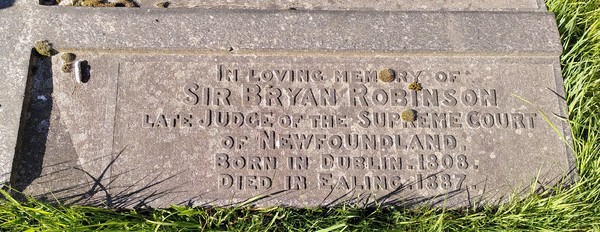 IN LOVING MEMORY OF
SIR BRYAN ROBINSON
LATE JUDGE OF THE SUPREME COURT
OF NEWFOUNDLAND.
BORN IN DUBLIN. 1808.
DIED IN EALING. 1887.